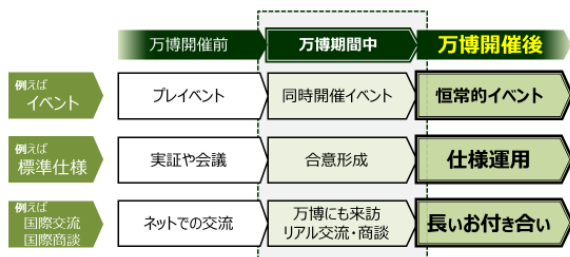 万博開催前 万博期間中 万博開催後
例えば
イベント
プレイベント 同時開催イベント 恒常的イベント
例えば
標準仕様
実証や会議 合意形成 仕様運用
例えば
国際交流
国際商談
ネットでの交流
万博にも来訪
リアル交流・商談
長いお付き合い